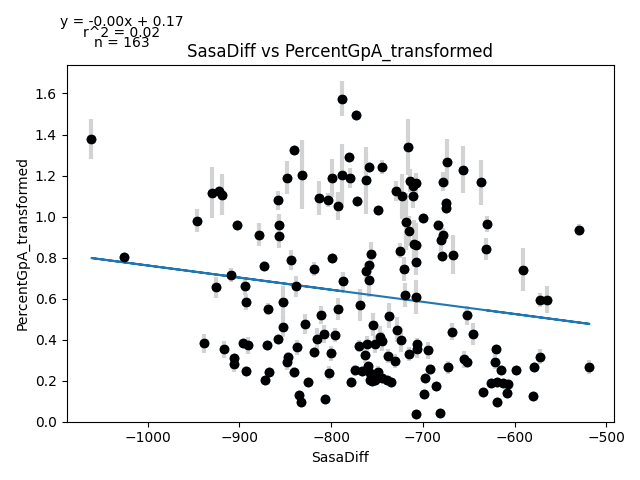 y = -0.00x + 0.17
r^2 = 0.02
n = 163
SasaDiff vs PercentGpA_transformed
PercentGpA_transformed
1.6
1.4
1.2
1.0
0.8
0.6
0.4
0.2
0.0
−1000
−900
−800
−700
−600
−500
SasaDiff